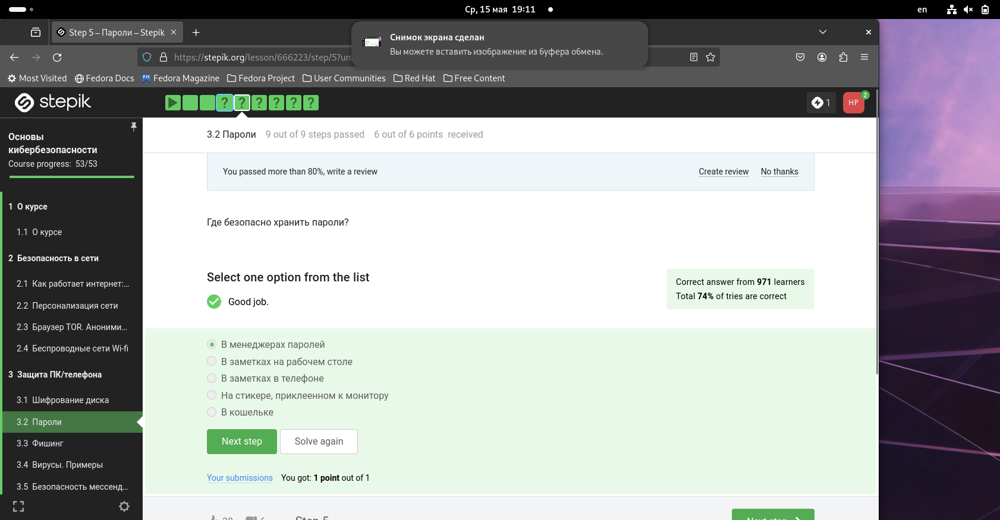 Ср, 15 мая 19:11
en
Step 5 – Пароли – Stepik
Снимок экрана сделан
Вы можете вставить изображение из буфера обмена.
https://stepik.org/lesson/666223/step/5?un
Most Visited
Fedora Docs
Fedora Magazine
Fedora Project
User Communities
Red Hat
Free Content
stepik
1
HP
2
Основы
кибербезопасности
Course progress: 53/53
1 О курсе
1.1 О курсе
2 Безопасность в сети
2.1 Как работает интернет:...
2.2 Персонализация сети
2.3 Браузер TOR. Аноними...
2.4 Беспроводные сети Wi-fi
3 Защита ПК/телефона
3.1 Шифрование диска
3.2 Пароли
3.3 Фишинг
3.4 Вирусы. Примеры
3.5 Безопасность мессенд...
3.2 Пароли 9 out of 9 steps passed 6 out of 6 points received
You passed more than 80%, write a review
Create review
No thanks
Где безопасно хранить пароли?
Select one option from the list
Good job.
Correct answer from 971 learners
Total 74% of tries are correct
В менеджерах паролей
В заметках на рабочем столе
В заметках в телефоне
На стикере, приклеенном к монитору
В кошельке
Next step
Solve again
Your submissions You got: 1 point out of 1
Step 5
Next step